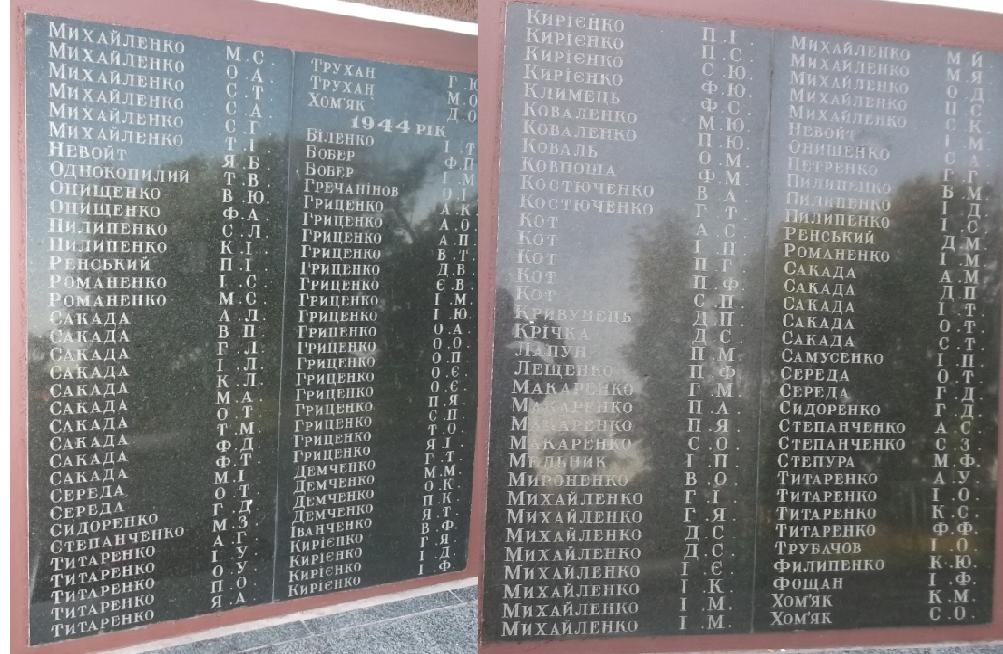 Михайленко М.С.
Михайленко О.А.
Михайленко С.Т.
Михайленко С.А.
Михайленко С.Г.
Михайленко Т.І.
Невойт Я.Б.
Однокопилий Т.В.
Онищенко В.Ю.
Онищенко Ф.А.
Пилипенко С.Л.
Пилипенко К.І.
Ренський П.І.
Романенко І.С.
Романенко М.С.
Сакада А.Л.
Сакада В.П.
Сакада Г.Л.
Сакада І.Л.
Сакада К.Л.
Сакада М.А.
Сакада О.Т.
Сакада Т.М.
Сакада Ф.Д.
Сакада Ф.Т.
Середа М.І.
Середа О.Т.
Сидоренко Г.Д.
Степанченко М.З.
Титаренко А.Г.
Титаренко І.У.
Титаренко О.У.
Титаренко П.О.
Титаренко Я.А.
Трухан Г.Ю
Трухан М.О
Хом'як Д.О
1944 рік
Біленко І.Т
Бобер Ф.П
Бобер І.М
Гречанінов О.І
Гриценко А.К.
Гриценко А.О.
Гриценко А.П.
Гриценко В.Т.
Гриценко Д.В.
Гриценко Є.В.
Гриценко І.М.
Гриценко І.Ю.
Гриценко О.А.
Гриценко О.О.
Гриценко О.П.
Гриценко О.Є.
Гриценко О.Є.
Гриценко П.Я
Гриценко С.П.
Гриценко Т.О.
Гриценко Я.І.
Демченко Г.Т.
Демченко М.М.
Демченко О.К.
Демченко П.К.
Іванченко Я.Т.
Кирієнко В.Ф.
Кирієнко Г.Я.
Кирієнко І.Д.
Кирієнко І.Ф.
Кирієнко П.І.
Кирієнко П.С.
Кирієнко С.Ю.
Кирієнко Ф.Ю.
Климець Ф.С.
Коваленко М.Ю.
Коваленко П.Ю.
Коваль О.М.
Ковпоша Ф.М.
Костюченко В.А.
Костюченко Г.Т.
Кот А.С.
Кот І.П.
Кот П.Г.
Кот П.Ф.
Кот С.П.
Кривунець Д.П.
Крічка Д.С.
Лапун П.М.
Лещенко П.Ф.
Макаренко Г.М.
Макаренко П.А.
Макаренко П.Я.
Макаренко С.О.
Мельник І.П.
Мироненко В.О.
Михайленко Г.І.
Михайленко Г.Я.
Михайленко Д.С.
Михайленко Д.С.
Михайленко І.Є.
Михайленко І.К.
Михайленко І.М.
Михайленко І.М.
Михайленко М.Й.
Михайленко М.Я.
Михайленко О.Д.
Михайленко П.С.
Михайленко С.К.
Невойт І.М.
Онищенко С.А.
Петренко Г.Г.
Пилипенко Б.М.
Пилипенко І.Д.
Пилипенко І.С.
Ренський Д.М.
Романенко І.М.
Сакада А.М.
Сакада Д.П.
Сакада І.Т.
Сакада О.Т.
Сакада С.Т.
Самусенко І.П.
Середа О.Т.
Середа Г.Д.
Сидоренко Г.Д.
Степанченко А.С.
Степанченко С.З.
Степура М.Ф.
Титаренко А.У.
Титаренко І.О.
Титаренко К.С.
Титаренко Ф.Ф.
Трубачов І.О.
Филипенко К.Ю.
Фощан І.Ф.
Хом'як К.М.
Хом'як С.О.